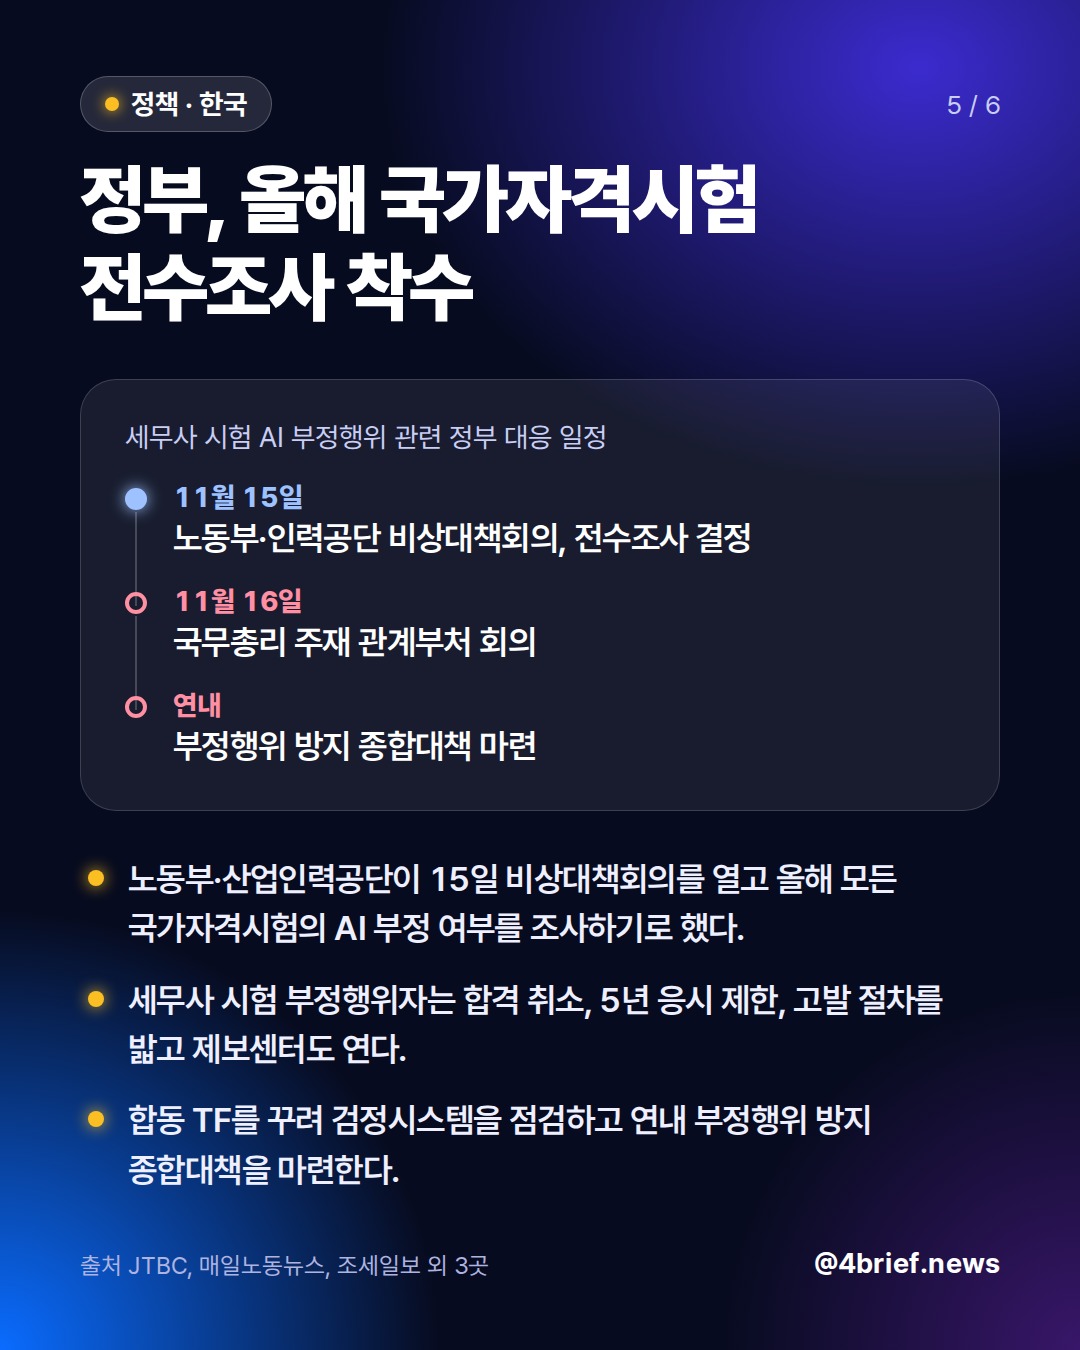 정책 · 한국
5 / 6
정부, 올해 국가자격시험
전수조사 착수
세무사 시험 AI 부정행위 관련 정부 대응 일정
11월 15일
노동부·인력공단 비상대책회의, 전수조사 결정
11월 16일
국무총리 주재 관계부처 회의
연내
부정행위 방지 종합대책 마련
노동부·산업인력공단이 15일 비상대책회의를 열고 올해 모든
국가자격시험의 AI 부정 여부를 조사하기로 했다.
세무사 시험 부정행위자는 합격 취소, 5년 응시 제한, 고발 절차를
밟고 제보센터도 연다.
합동 TF를 꾸려 검정시스템을 점검하고 연내 부정행위 방지
종합대책을 마련한다.
출처 JTBC, 매일노동뉴스, 조세일보 외 3곳
@4brief.news